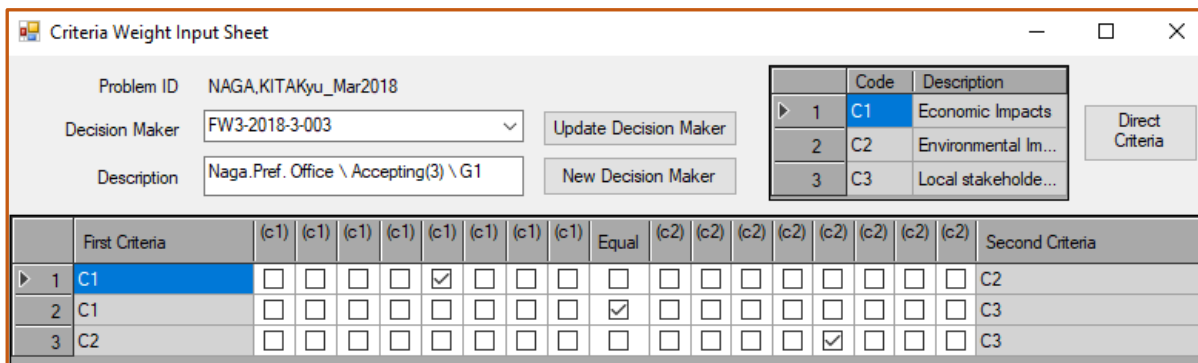 Criteria Weight Input Sheet
Problem ID NAGA,KITAKyu_Mar2018
Decision Maker FW3-2018-3-003 Update Decision Maker
Description Naga.Pref. Office \ Accepting(3) \ G1 New Decision Maker
Code Description
1 C1 Economic Impacts
2 C2 Environmental Im...
3 C3 Local stakeholde...
Direct
Criteria
First Criteria (c1) (c1) (c1) (c1) (c1) (c1) (c1) (c1) Equal (c2) (c2) (c2) (c2) (c2) (c2) (c2) (c2) Second Criteria
1 C1 C2
2 C1 C3
3 C2 C3